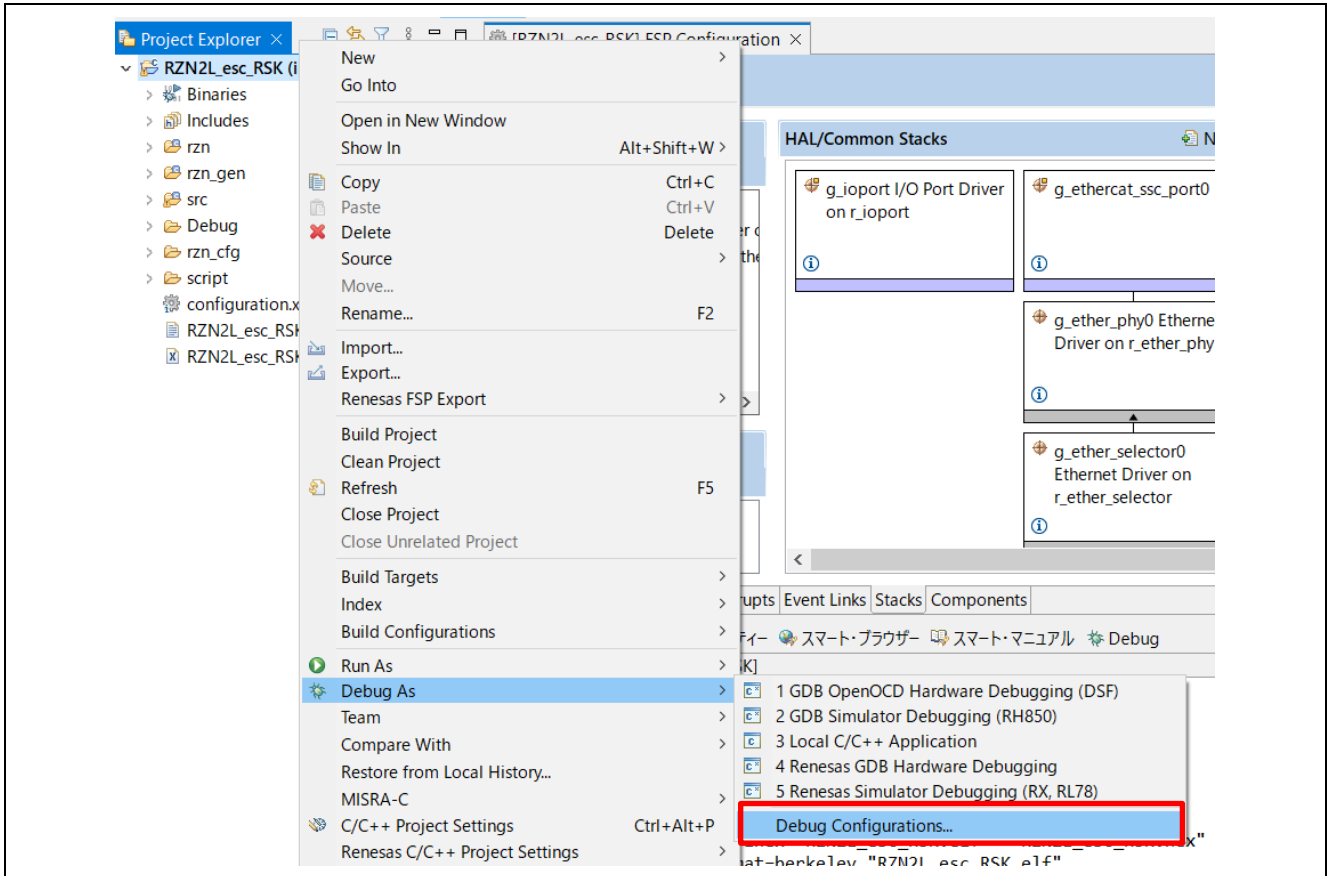 Project Explorer
[RZN2L_esc_RSK] FSP Configuration
RZN2L_esc_RSK (i
Binaries
Includes
rzn
rzn_gen
src
Debug
rzn_cfg
script
configuration.x
RZN2L_esc_RSK
RZN2L_esc_RSK
New
Go Into
Open in New Window
Show In Alt+Shift+W
Copy Ctrl+C
Paste Ctrl+V
Delete Delete
Source
Move...
Rename... F2
Import...
Export...
Renesas FSP Export
Build Project
Clean Project
Refresh F5
Close Project
Close Unrelated Project
Build Targets
Index
Build Configurations
Run As
Debug As
Team
Compare With
Restore from Local History...
MISRA-C
C/C++ Project Settings Ctrl+Alt+P
Renesas C/C++ Project Settings
HAL/Common Stacks
N
g_ioport I/O Port Driver
on r_ioport
g_ethercat_ssc_port0
g_ether_phy0 Etherne
Driver on r_ether_phy
g_ether_selector0
Ethernet Driver on
r_ether_selector
rupts Event Links Stacks Components
ティー スマート・ブラウザー スマート・マニュアル Debug
K]
1 GDB OpenOCD Hardware Debugging (DSF)
2 GDB Simulator Debugging (RH850)
3 Local C/C++ Application
4 Renesas GDB Hardware Debugging
5 Renesas Simulator Debugging (RX, RL78)
Debug Configurations...
mat=berkeley "RZN2L_esc_RSK.elf"